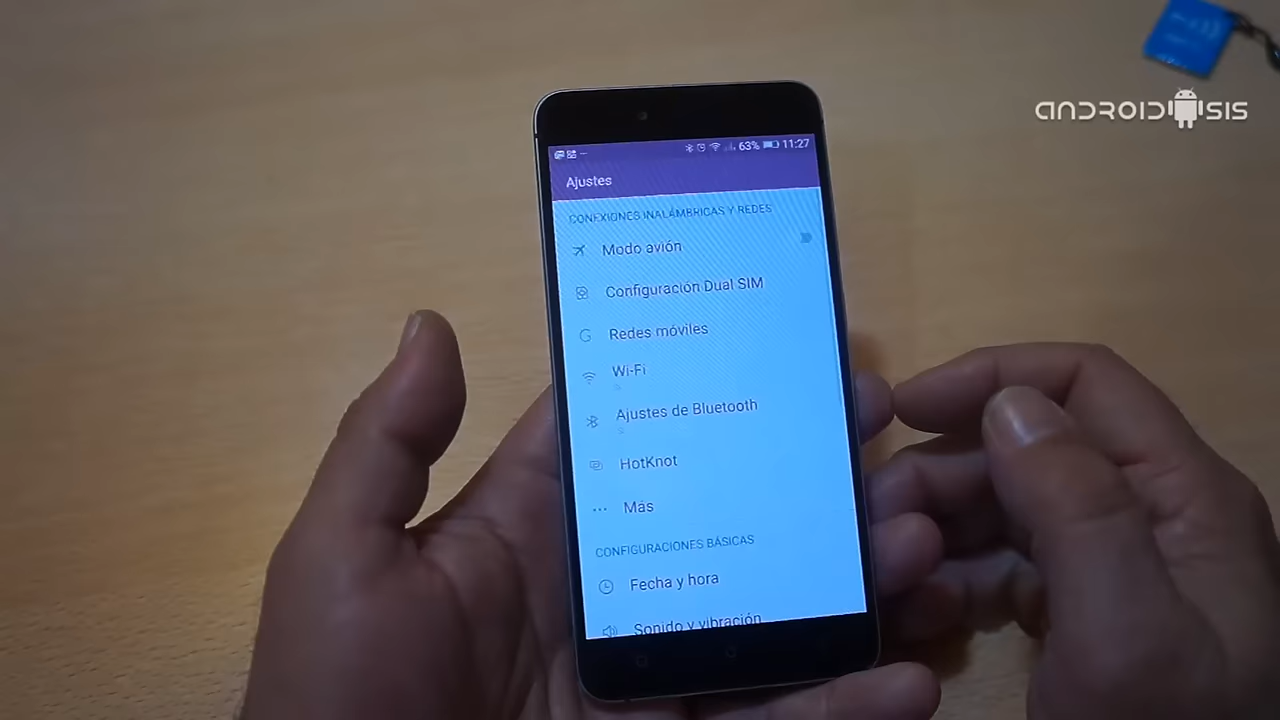 ANDROIDSIS
63% 11:27
Ajustes
CONEXIONES INALÁMBRICAS Y REDES
Modo avión
Configuración Dual SIM
Redes móviles
Wi-Fi
Ajustes de Bluetooth
HotKnot
Más
CONFIGURACIONES BÁSICAS
Fecha y hora
Sonido y vibración